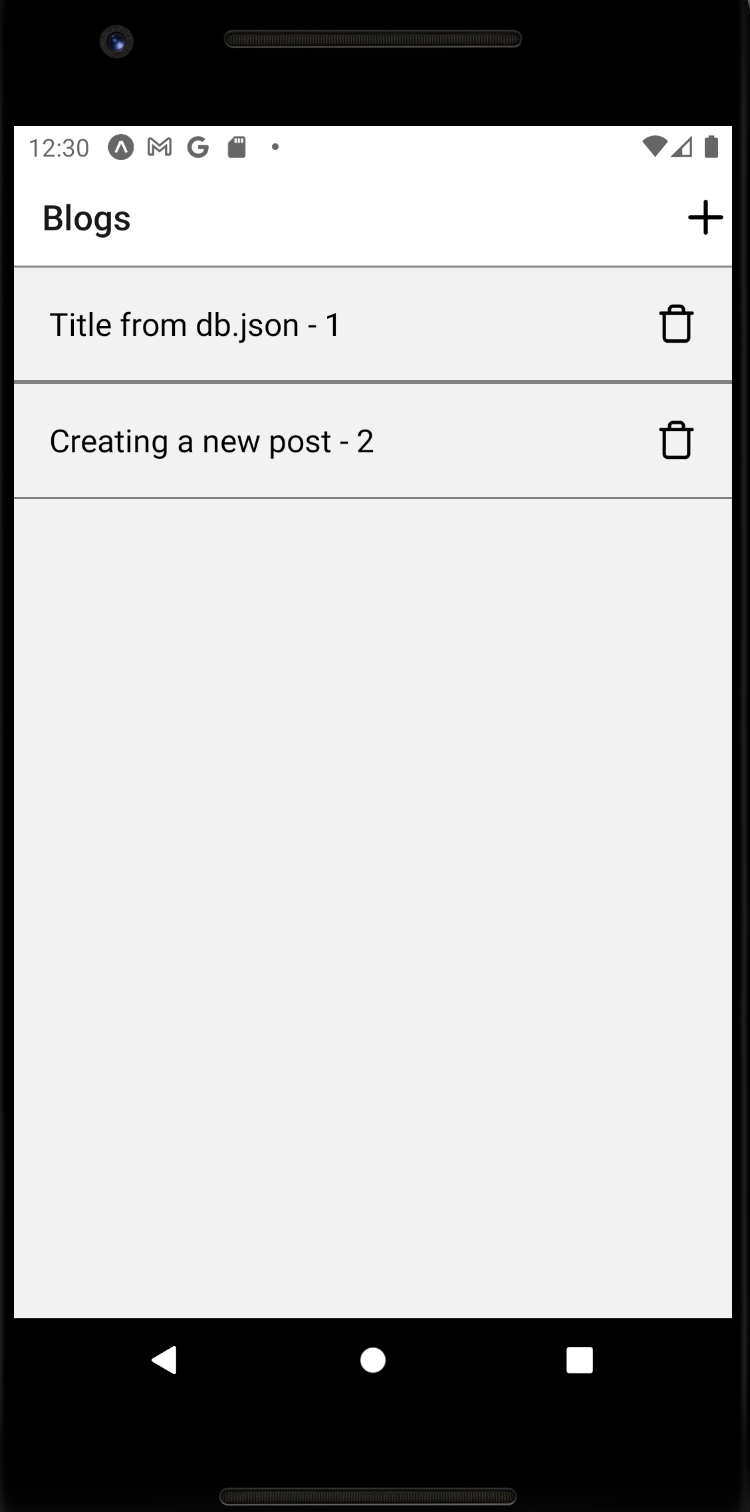 12:30
Blogs
Title from db.json - 1
Creating a new post - 2